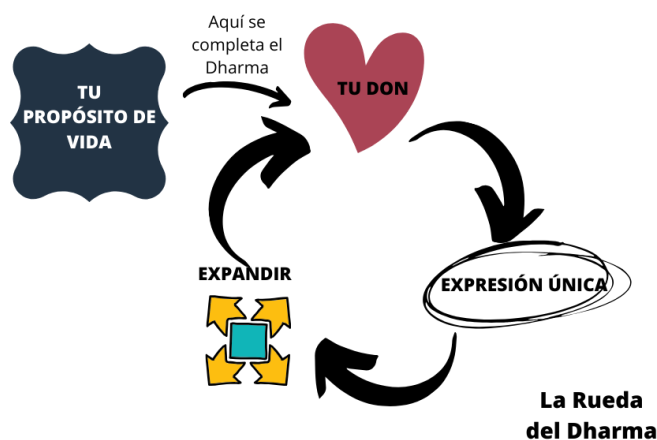 Aquí se
completa el
Dharma
TU
PROPÓSITO DE
VIDA
TU DON
EXPANDIR
EXPRESIÓN ÚNICA
La Rueda
del Dharma